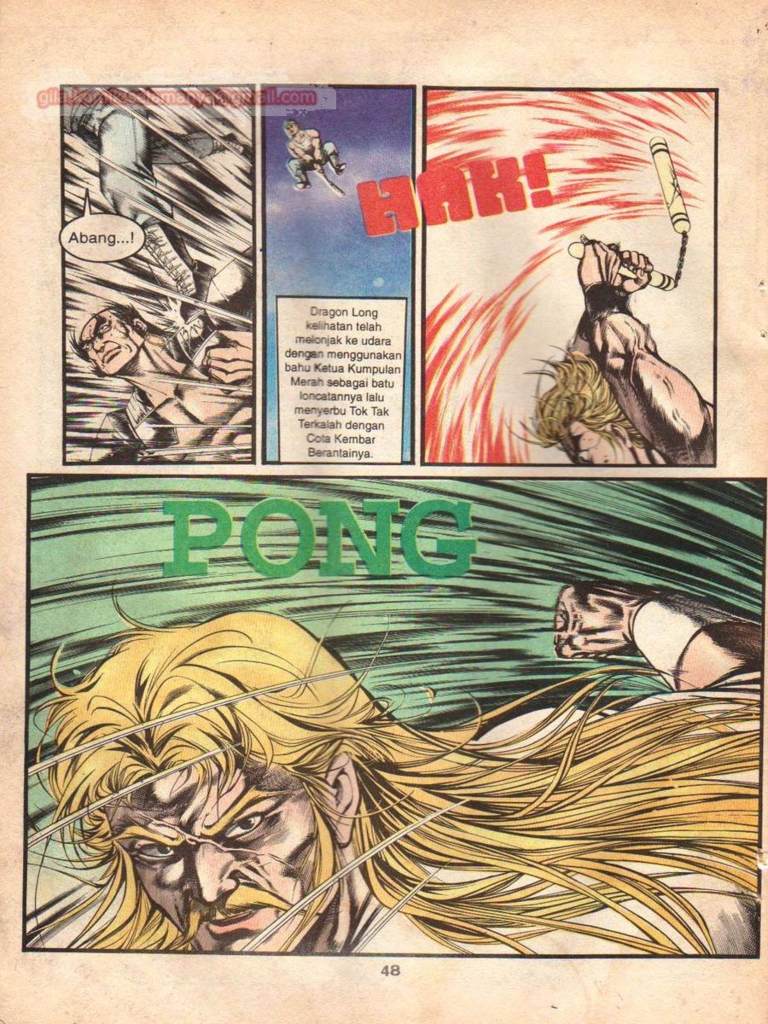 Abang...!
HAK!
Dragon Long
kelihatan telah
melonjak ke udara
dengan menggunakan
bahu Ketua Kumpulan
Merah sebagai batu
loncatannya lalu
menyerbu Tok Tak
Terkalah dengan
Cota Kembar
Berantainya.
PONG
48